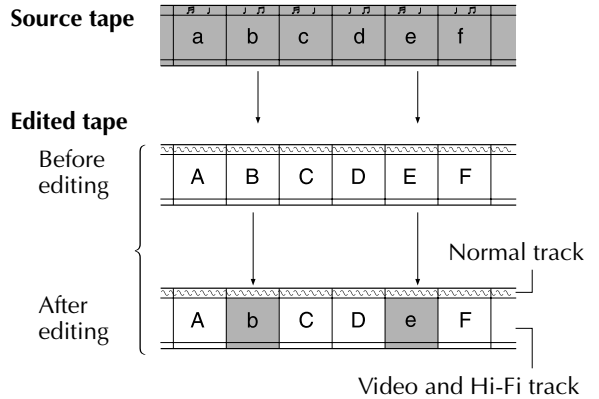 Source tape
a b c d e f
Edited tape
Before
editing
A B C D E F
Normal track
After
editing
A b C D e F
Video and Hi-Fi track